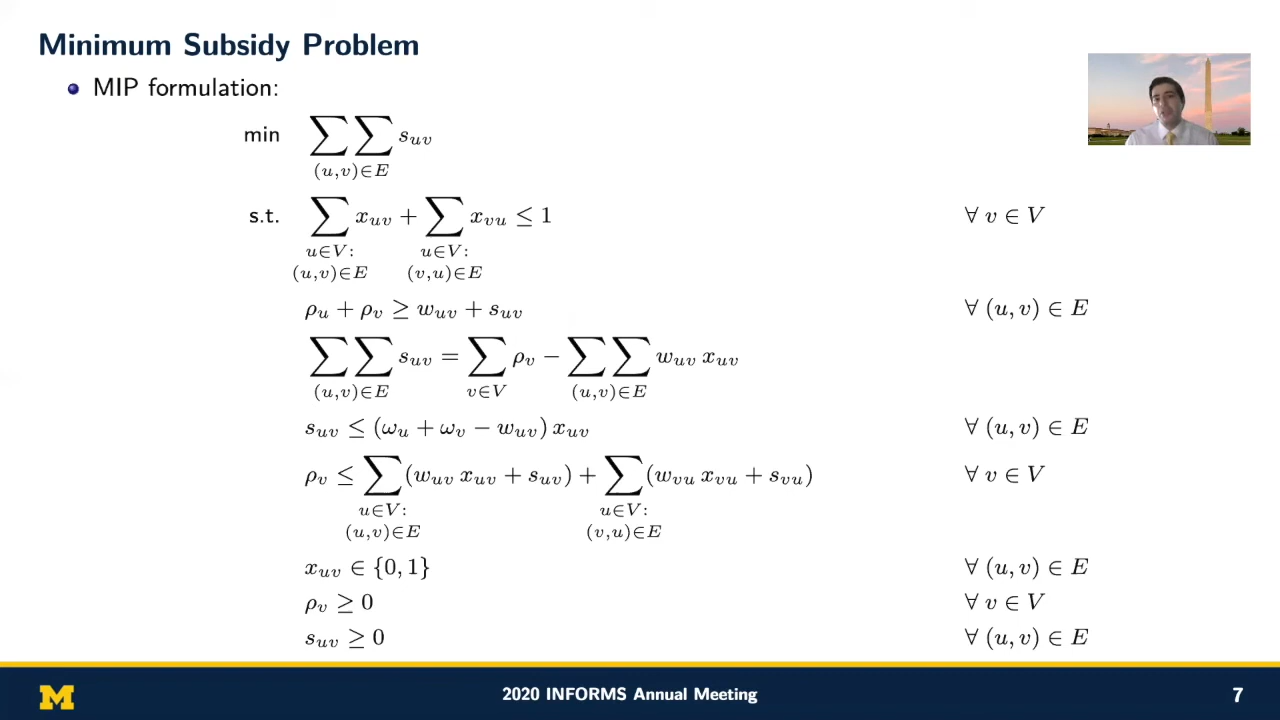 Minimum Subsidy Problem
MIP formulation:
min ∑∑ s_{uv}
(u,v)∈E
s.t. ∑ x_{uv} + ∑ x_{vu} ≤ 1 ∀ v ∈ V
u∈V: u∈V:
(u,v)∈E (v,u)∈E
ρ_u + ρ_v ≥ w_{uv} + s_{uv} ∀ (u, v) ∈ E
∑∑ s_{uv} = ∑ ρ_v − ∑∑ w_{uv} x_{uv}
(u,v)∈E v∈V (u,v)∈E
s_{uv} ≤ (ω_u + ω_v − w_{uv}) x_{uv} ∀ (u, v) ∈ E
ρ_v ≤ ∑ (w_{uv} x_{uv} + s_{uv}) + ∑ (w_{vu} x_{vu} + s_{vu}) ∀ v ∈ V
u∈V: u∈V:
(u,v)∈E (v,u)∈E
x_{uv} ∈ {0, 1} ∀ (u, v) ∈ E
ρ_v ≥ 0 ∀ v ∈ V
s_{uv} ≥ 0 ∀ (u, v) ∈ E
M 2020 INFORMS Annual Meeting 7